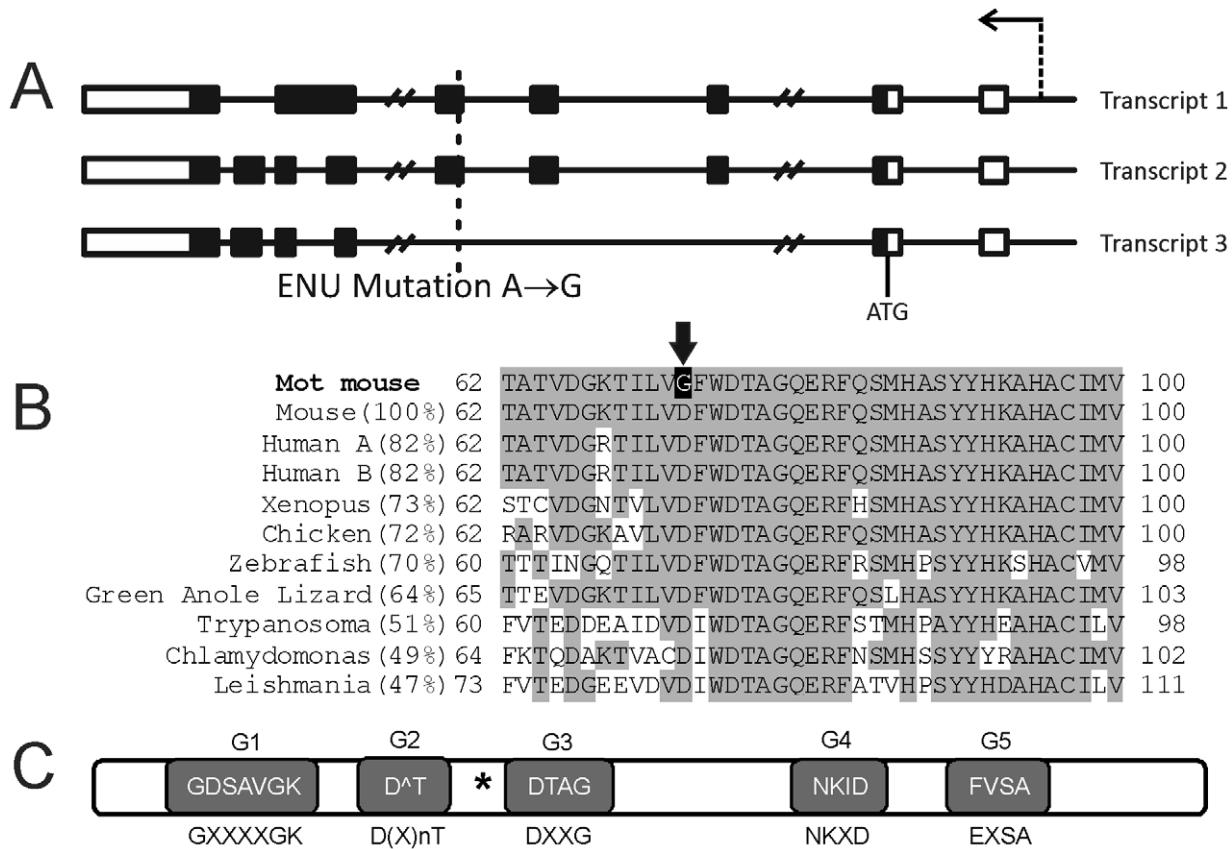 A
Transcript 1
Transcript 2
Transcript 3
ENU Mutation A→G
ATG
B
Mot mouse 62 TATVDGKTILVGFWDTAGQERFQSMHASYYHKAHACIMV 100
Mouse(100%) 62 TATVDGKTILVDFWDTAGQERFQSMHASYYHKAHACIMV 100
Human A(82%) 62 TATVDGRTILVDFWDTAGQERFQSMHASYYHKAHACIMV 100
Human B(82%) 62 TATVDGRTILVDFWDTAGQERFQSMHASYYHKAHACIMV 100
Xenopus(73%) 62 STCVDGNTVLVDFWDTAGQERFHSMHASYYHKAHACIMV 100
Chicken(72%) 62 RARVDGKAVLVDFWDTAGQERFQSMHASYYHKAHACIMV 100
Zebrafish(70%) 60 TTTINGQTILVDFWDTAGQERFRSMHPSYYHKSHACVMV 98
Green Anole Lizard(64%) 65 TTEVDGKTILVDFWDTAGQERFQSLHASYYHKAHACIMV 103
Trypanosoma(51%) 60 FVTEDDEAIDVDIWDTAGQERFSTMHPAYYHEAHACILV 98
Chlamydomonas(49%) 64 FKTQDAKTVACDIWDTAGQERFNSMHSSYYYRAHACIMV 102
Leishmania(47%) 73 FVTEDGEEVDVDIWDTAGQERFATVHPSYYHDAHACILV 111
C
G1 G2 G3 G4 G5
GDSAVGK D^T * DTAG NKID FVSA
GXXXXGK D(X)nT DXXG NKXD EXSA